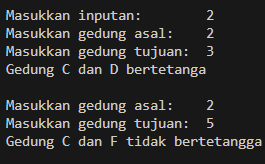 Masukkan inputan: 2
Masukkan gedung asal: 2
Masukkan gedung tujuan: 3
Gedung C dan D bertetanga
Masukkan gedung asal: 2
Masukkan gedung tujuan: 5
Gedung C dan F tidak bertetangga